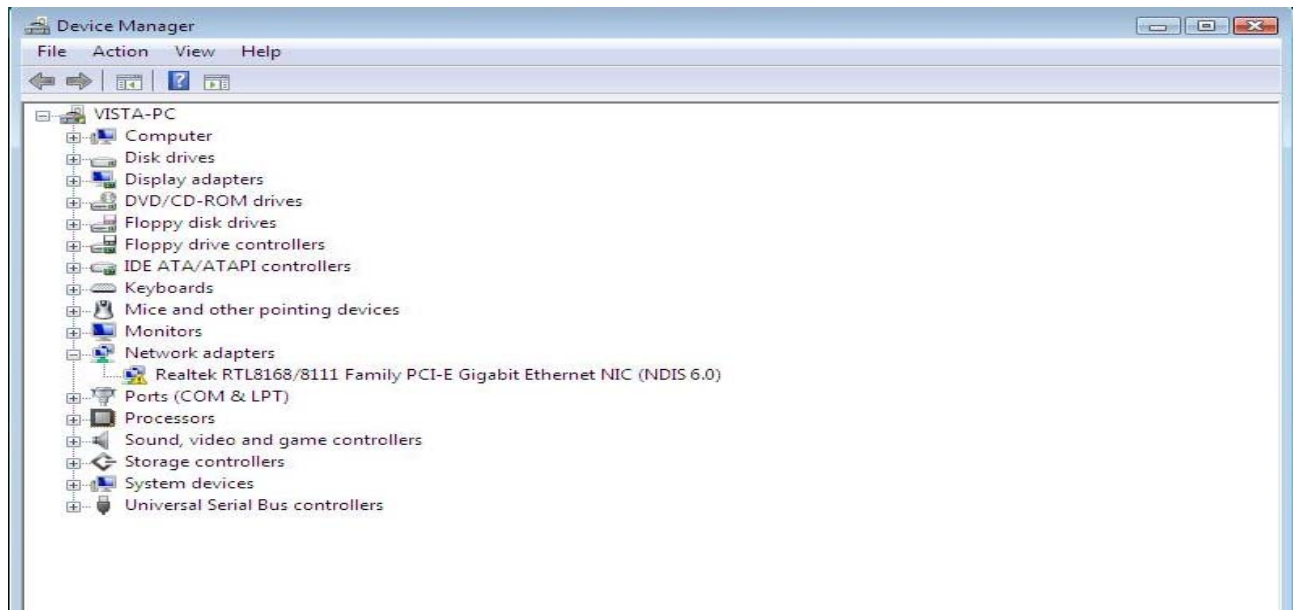 Device Manager
File Action View Help
VISTA-PC
Computer
Disk drives
Display adapters
DVD/CD-ROM drives
Floppy disk drives
Floppy drive controllers
IDE ATA/ATAPI controllers
Keyboards
Mice and other pointing devices
Monitors
Network adapters
Realtek RTL8168/8111 Family PCI-E Gigabit Ethernet NIC (NDIS 6.0)
Ports (COM & LPT)
Processors
Sound, video and game controllers
Storage controllers
System devices
Universal Serial Bus controllers